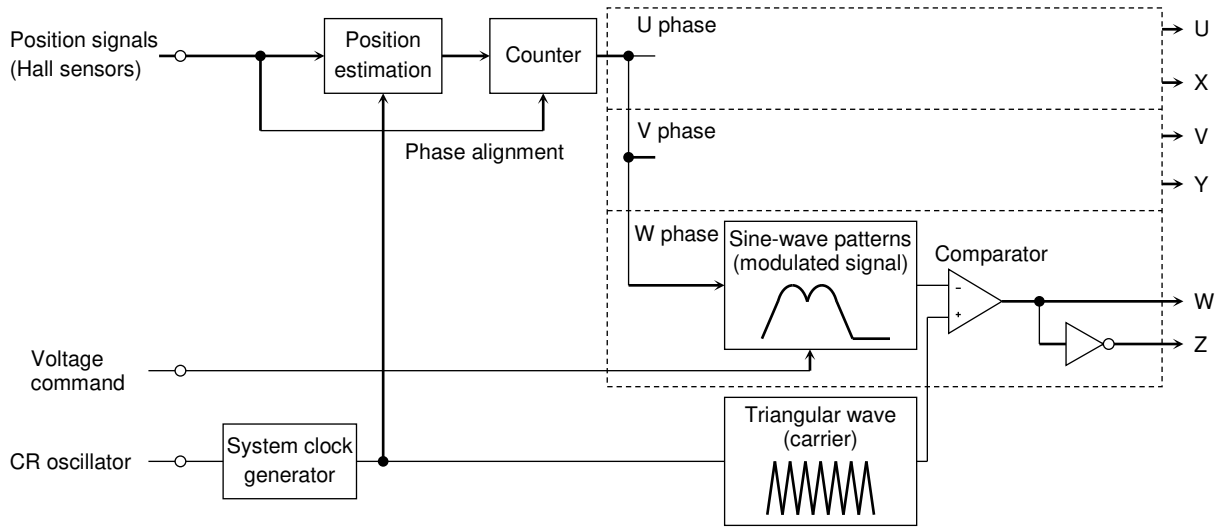 Position signals
(Hall sensors)
Position
estimation
Counter
Phase alignment
U phase
U
X
V phase
V
Y
W phase
Sine-wave patterns
(modulated signal)
Comparator
-
+
W
Z
Voltage
command
CR oscillator
System clock
generator
Triangular wave
(carrier)